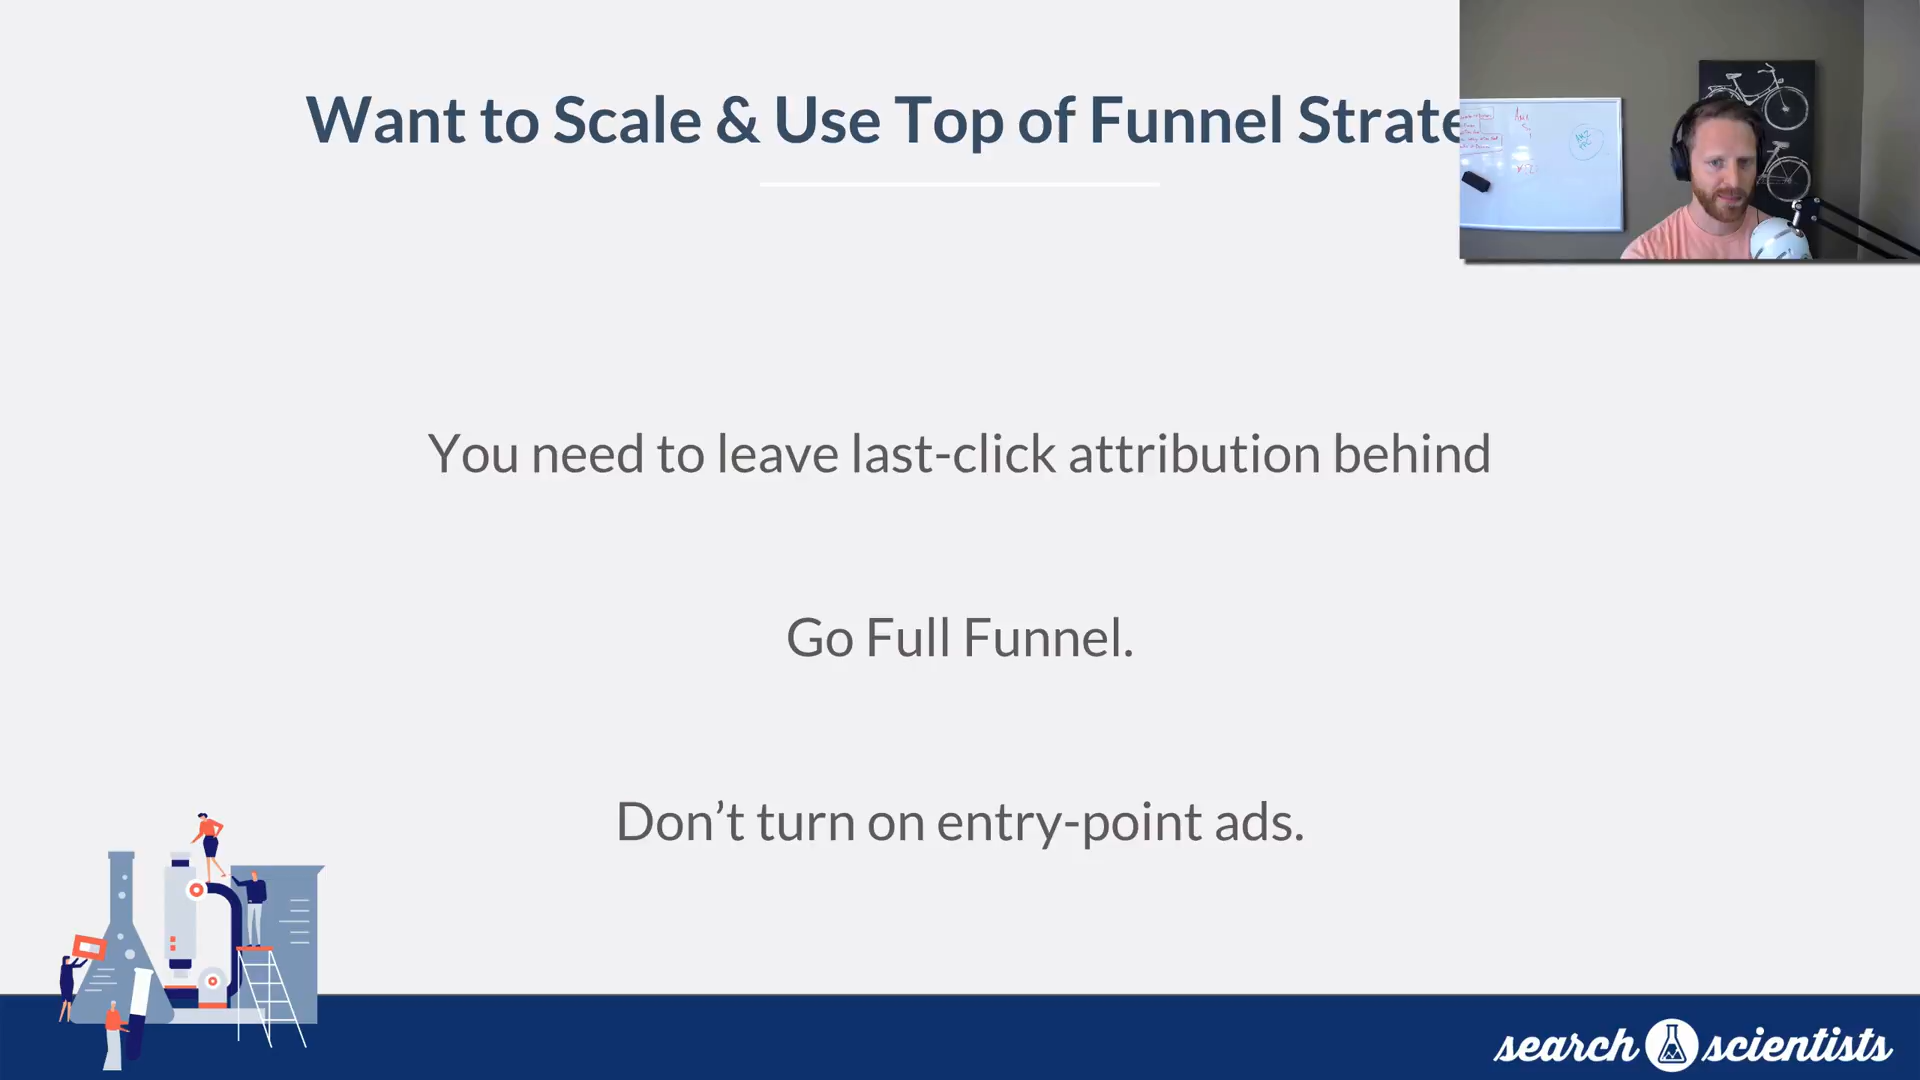 Want to Scale & Use Top of Funnel Strate
You need to leave last-click attribution behind
Go Full Funnel.
Don’t turn on entry-point ads.
search scientists